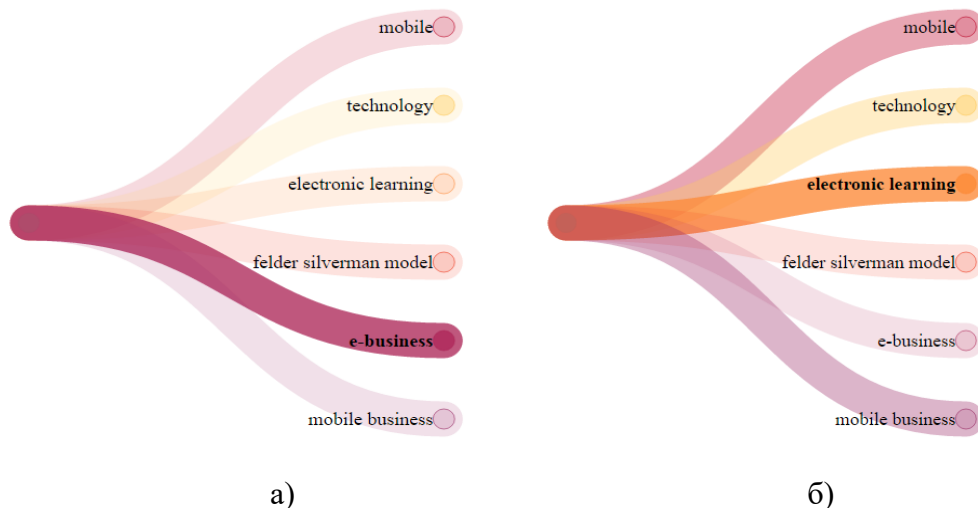 mobile
technology
electronic learning
felder silverman model
e-business
mobile business
а)
mobile
technology
electronic learning
felder silverman model
e-business
mobile business
б)